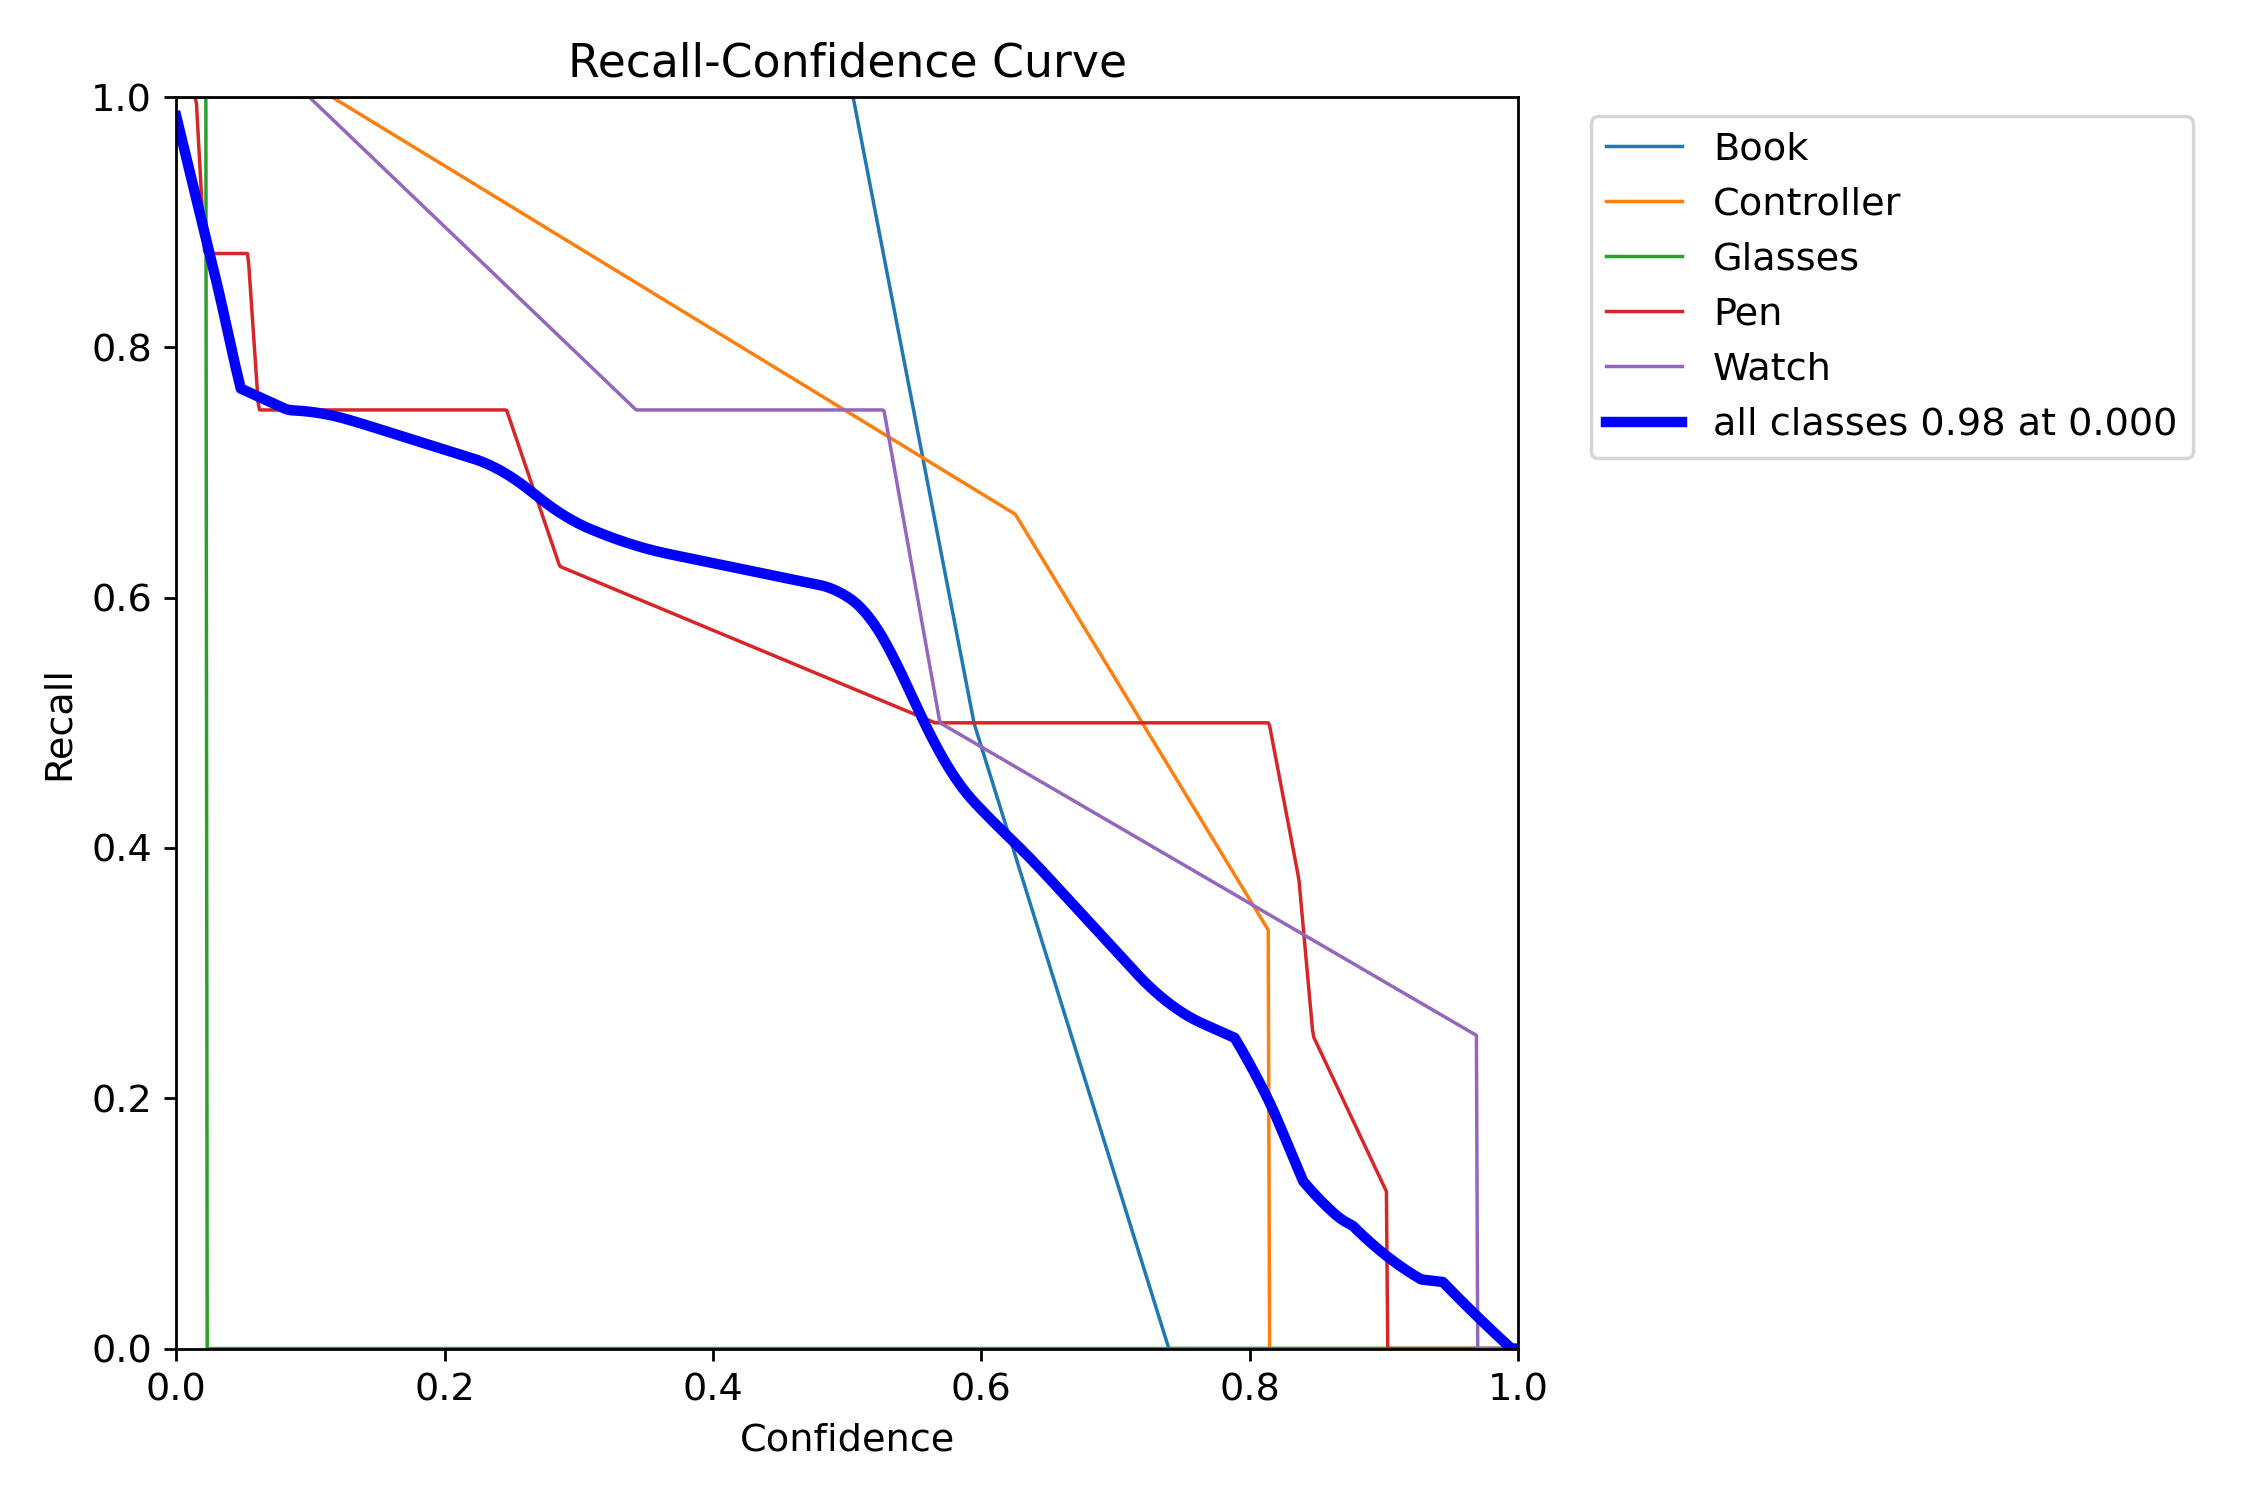 Recall-Confidence Curve
1.0
0.8
0.6
0.4
0.2
0.0
Recall
0.0 0.2 0.4 0.6 0.8 1.0
Confidence
Book
Controller
Glasses
Pen
Watch
all classes 0.98 at 0.000